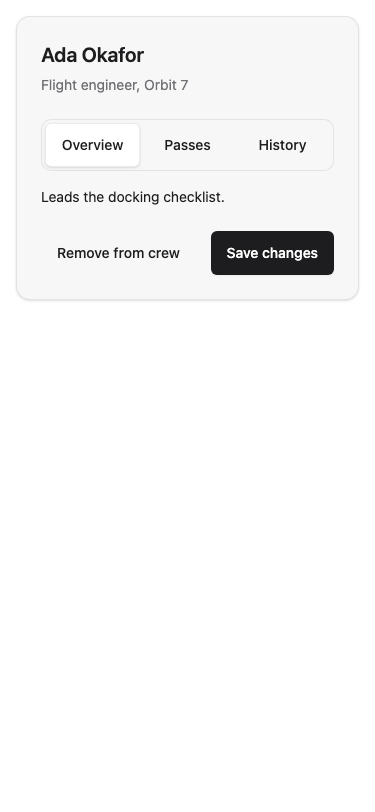 Ada Okafor
Flight engineer, Orbit 7
Overview Passes History
Leads the docking checklist.
Remove from crew Save changes